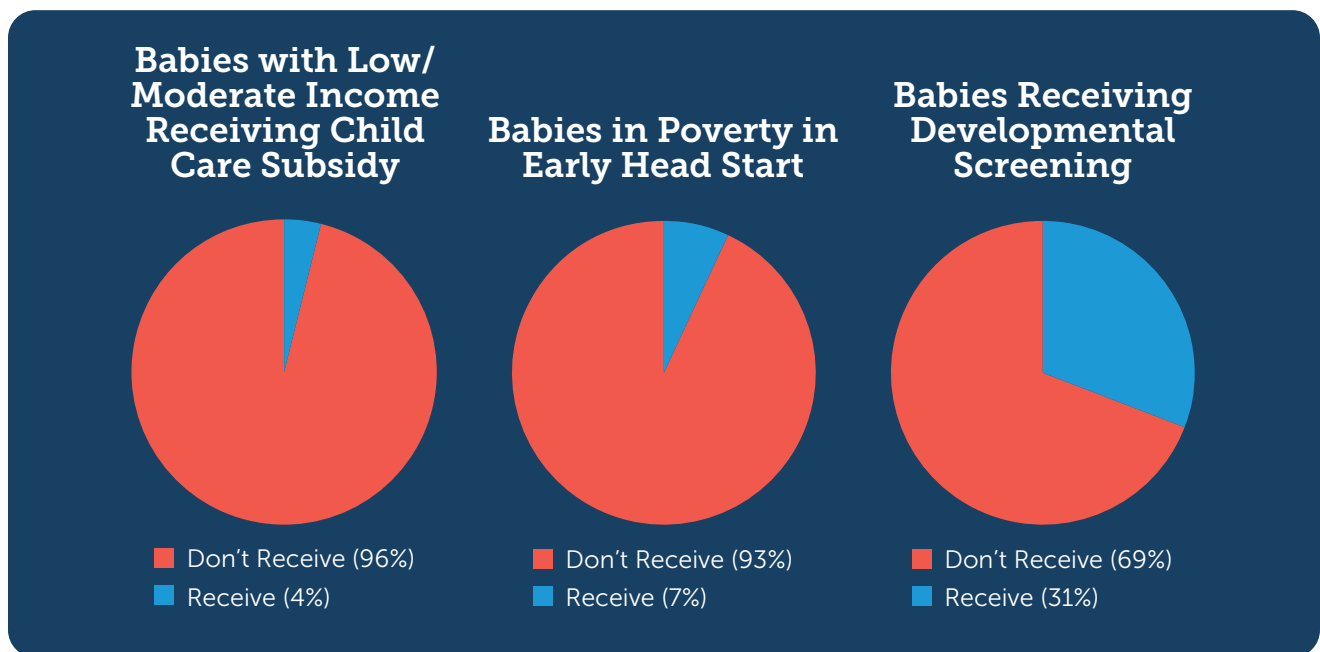 Babies with Low/
Moderate Income
Receiving Child
Care Subsidy
Don't Receive (96%)
Receive (4%)
Babies in Poverty in
Early Head Start
Don't Receive (93%)
Receive (7%)
Babies Receiving
Developmental
Screening
Don't Receive (69%)
Receive (31%)